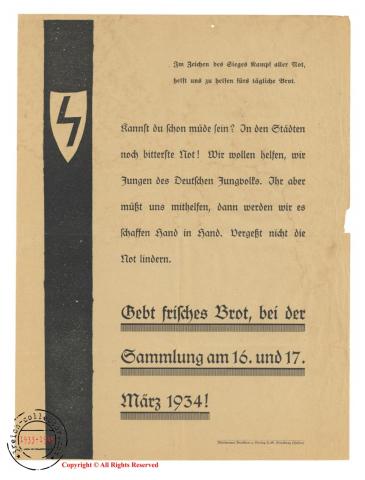 Im Zeichen des Sieges Kampf aller Not,
helft uns zu helfen fürs tägliche Brot.
Kannst du schon müde sein? In den Städten
noch bitterste Not! Wir wollen helfen, wir
Jungen des Deutschen Jungvolks. Ihr aber
müßt uns mithelfen, dann werden wir es
schaffen Hand in Hand. Vergeßt nicht die
Not lindern.
Gebt frisches Brot, bei der
Sammlung am 16. und 17.
März 1934!
1933-1945
Copyright © All Rights Reserved